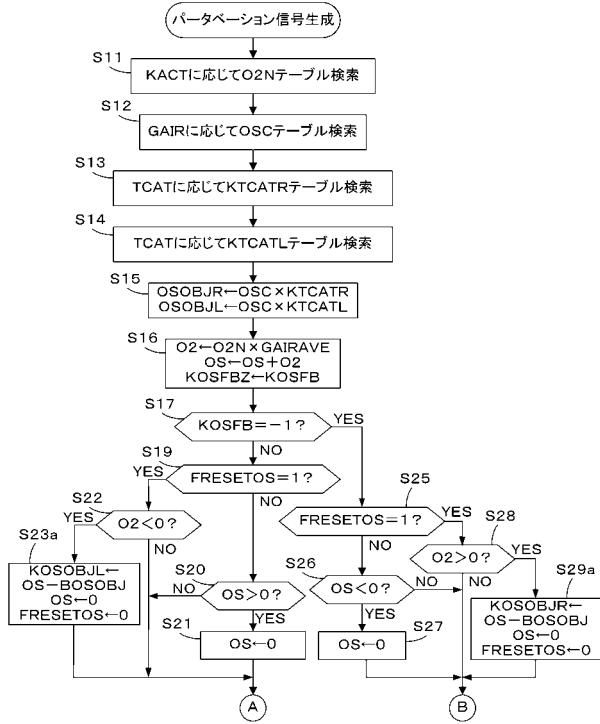 パータベーション信号生成
S11
KACTに応じてO2Nテーブル検索
S12
GAIRに応じてOSCテーブル検索
S13
TCATに応じてKTCATRテーブル検索
S14
TCATに応じてKTCATLテーブル検索
S15
OSOBJR←OSC×KTCATR
OSOBJL←OSC×KTCATL
S16
O2←O2N×GAIRAVE
OS←OS+O2
KOSFBZ←KOSFB
S17
KOSFB=−1?
YES
NO
S19
FRESETOS=1?
YES
NO
S25
FRESETOS=1?
YES
NO
S22
O2<0?
YES
NO
S28
O2>0?
YES
NO
S23a
KOSOBJL←
OS−BOSOBJ
OS←0
FRESETOS←0
S20
OS>0?
NO
YES
S26
OS<0?
NO
YES
S29a
KOSOBJR←
OS−BOSOBJ
OS←0
FRESETOS←0
S21
OS←0
S27
OS←0
A
B